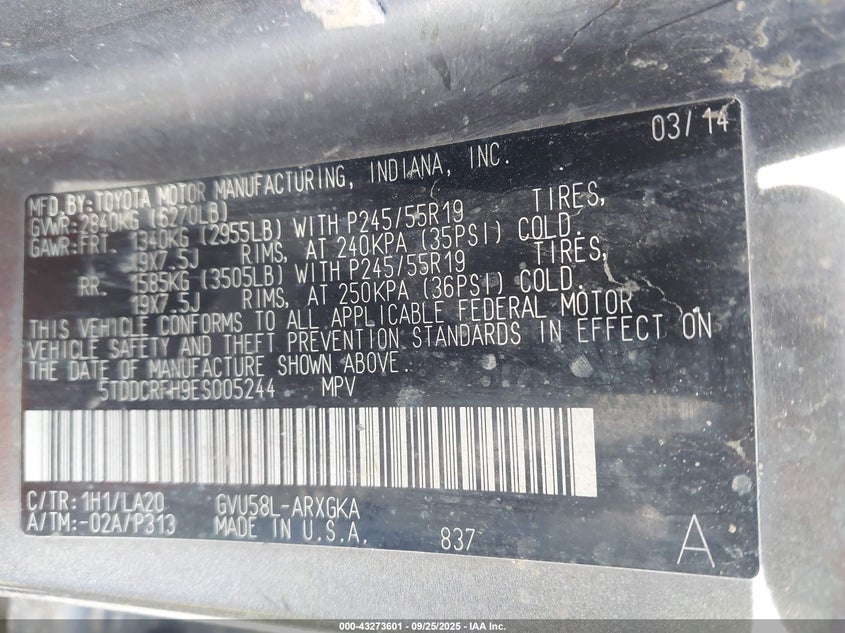 03/14
MFD.BY:TOYOTA MOTOR MANUFACTURING, INDIANA, INC.
GVWR:2840KG (6270LB)
GAWR:FRT. 1340KG (2955LB) WITH P245/55R19 TIRES,
19X7.5J RIMS, AT 240KPA (35PSI) COLD.
RR. 1585KG (3505LB) WITH P245/55R19 TIRES,
19X7.5J RIMS, AT 250KPA (36PSI) COLD.
THIS VEHICLE CONFORMS TO ALL APPLICABLE FEDERAL MOTOR
VEHICLE SAFETY AND THEFT PREVENTION STANDARDS IN EFFECT ON
THE DATE OF MANUFACTURE SHOWN ABOVE.
5TDDCRFH9ES005244 MPV
C/TR: 1H1/LA20 GVU58L-ARXGKA
A/TM:-02A/P313 MADE IN U.S.A. 837 A
000-43273601 - 09/25/2025 - IAA Inc.